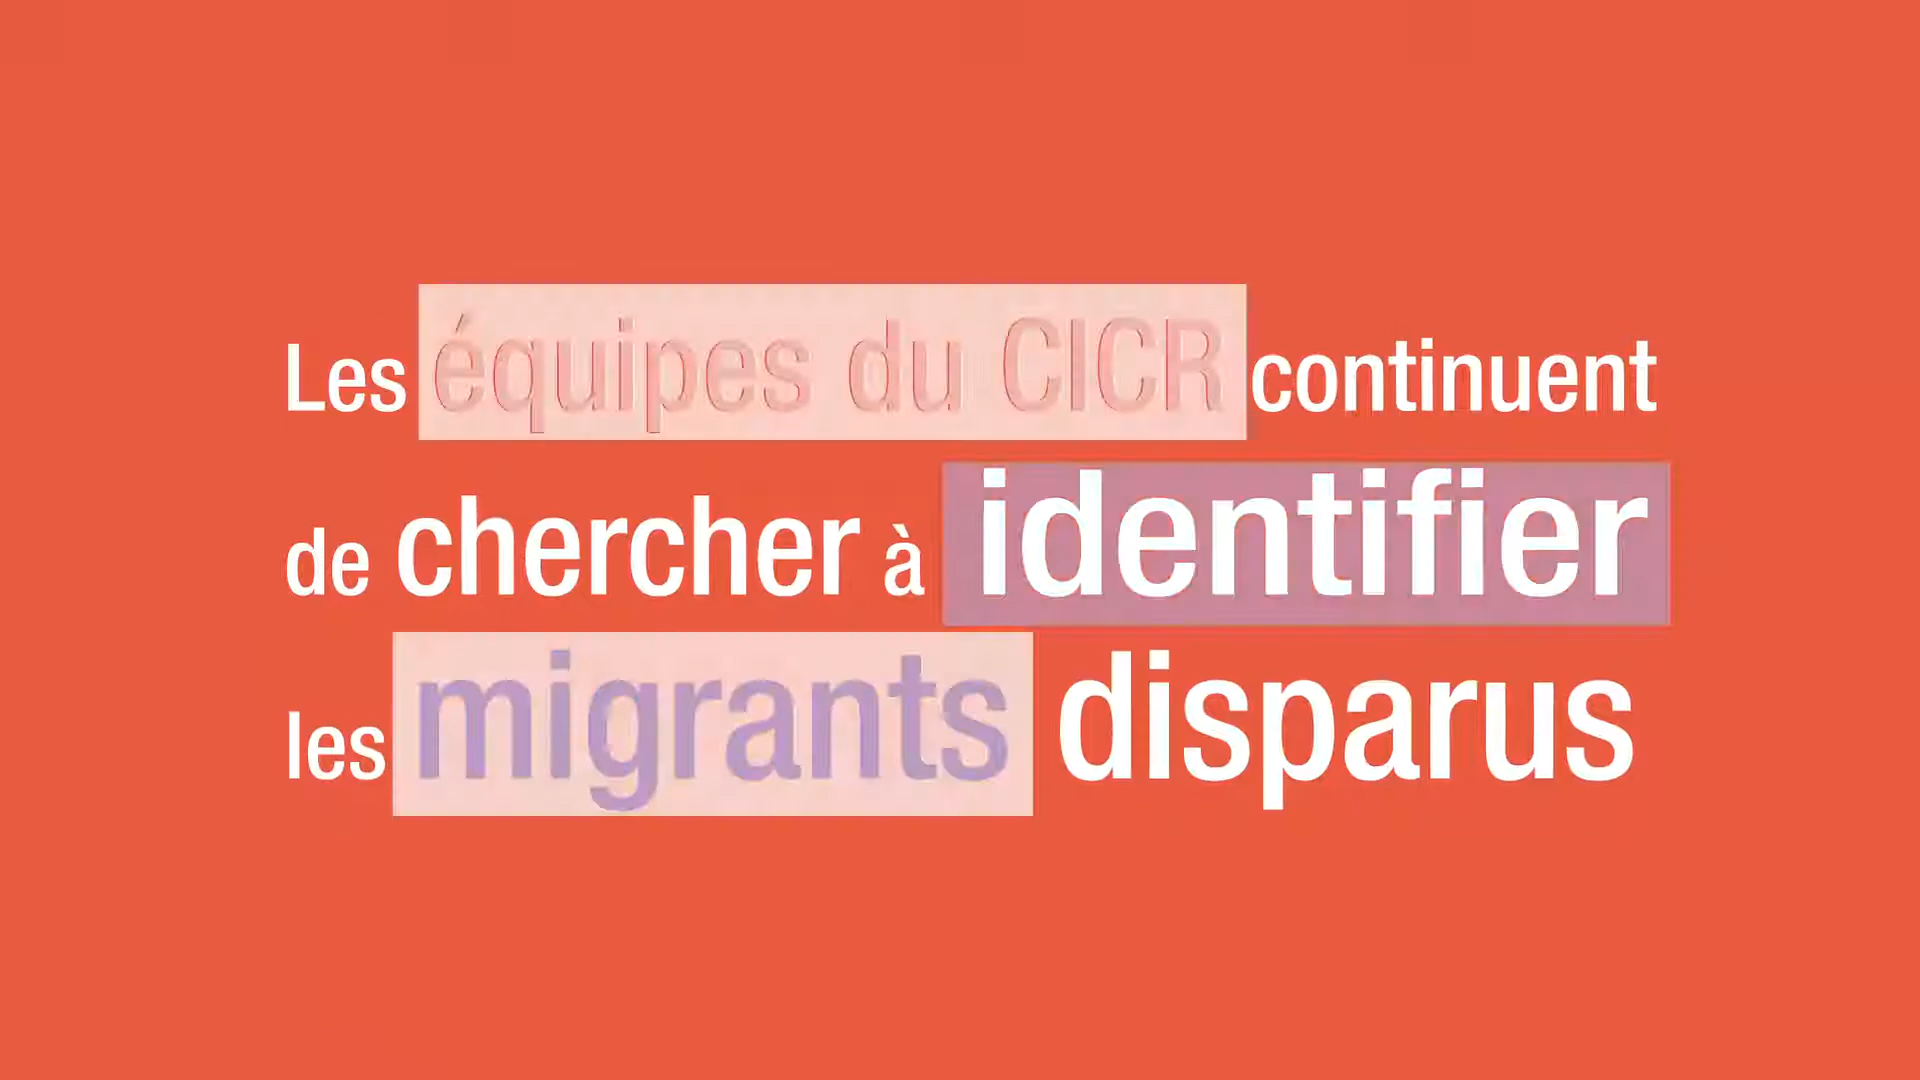 Les équipes du CICR continuent
de chercher à identifier
les migrants disparus